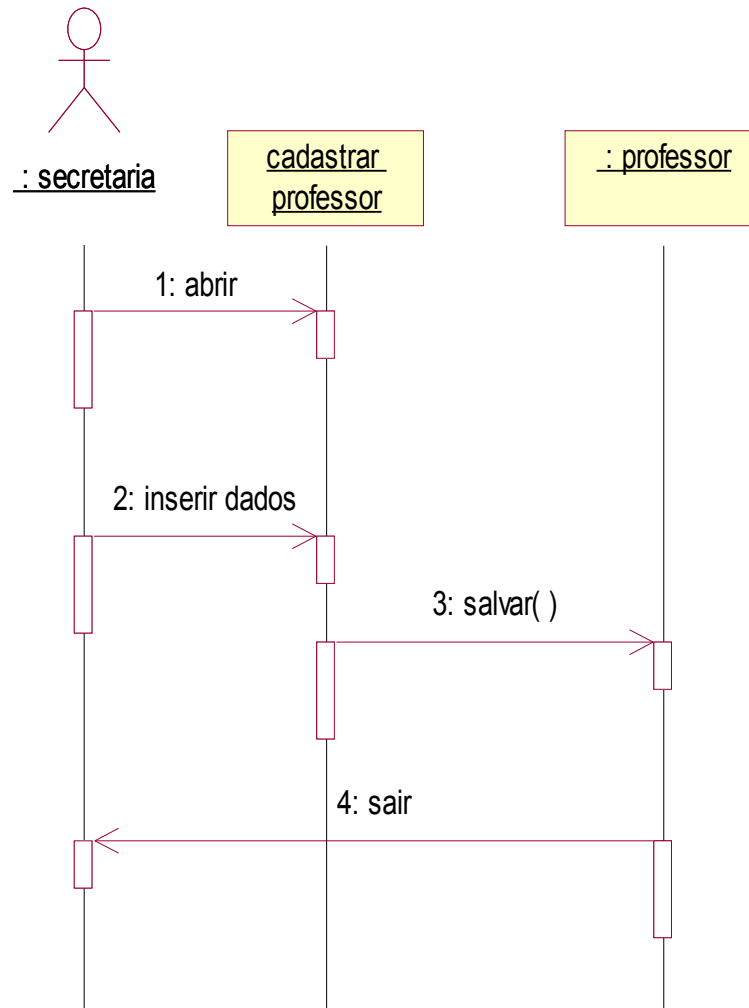 : secretaria
cadastrar
professor
: professor
1: abrir
2: inserir dados
3: salvar( )
4: sair